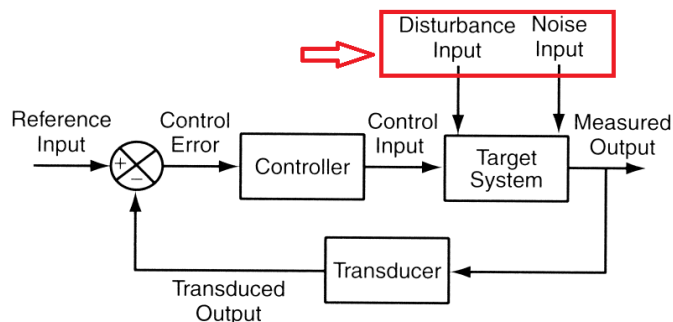 Disturbance
Input
Noise
Input
Reference
Input
+
−
Control
Error
Controller
Control
Input
Target
System
Measured
Output
Transducer
Transduced
Output